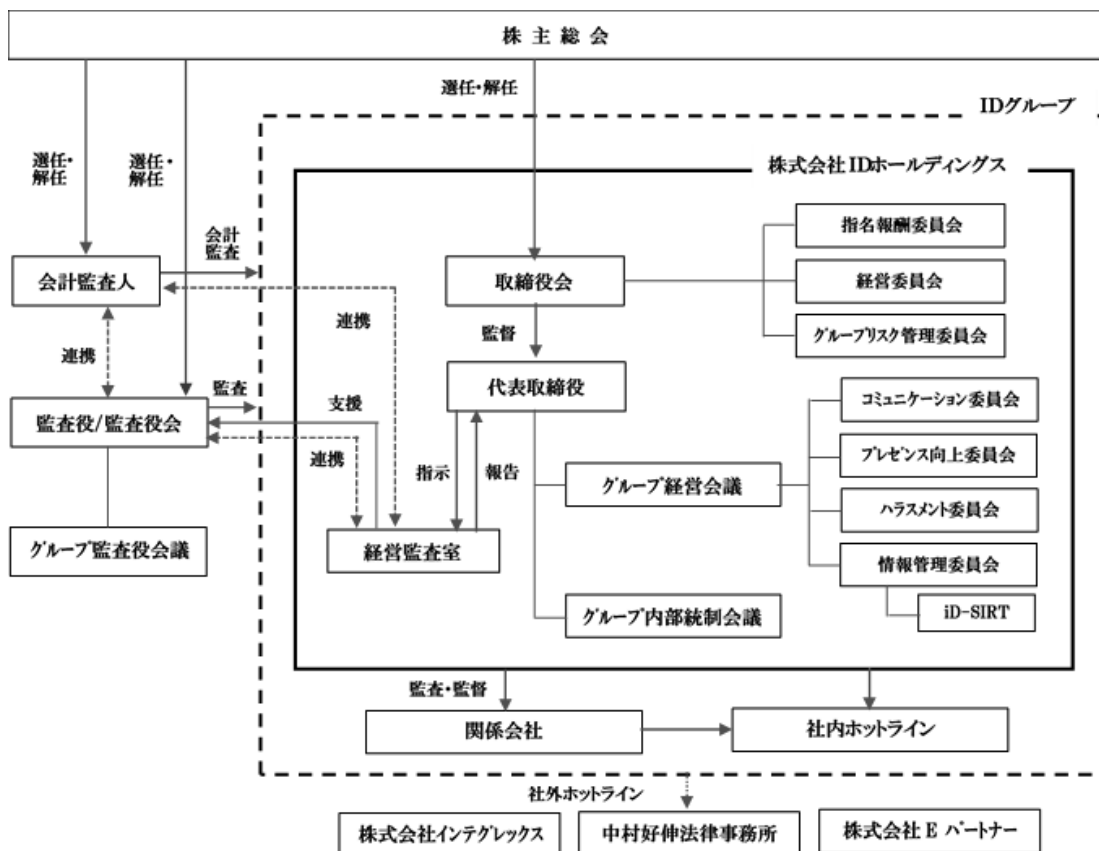 株 主 総 会
選任・解任
IDグループ
選任・
解任
選任・
解任
株式会社IDホールディングス
指名報酬委員会
会計
監査
会計監査人
取締役会
経営委員会
連携
グループリスク管理委員会
監督
連携
代表取締役
コミュニケーション委員会
監査
支援
監査役/監査役会
連携
プレゼンス向上委員会
指示
報告
グループ経営会議
ハラスメント委員会
グループ監査役会議
経営監査室
情報管理委員会
グループ内部統制会議
iD-SIRT
監査・監督
関係会社
社内ホットライン
社外ホットライン
株式会社インテグレックス
中村好伸法律事務所
株式会社 E パートナー